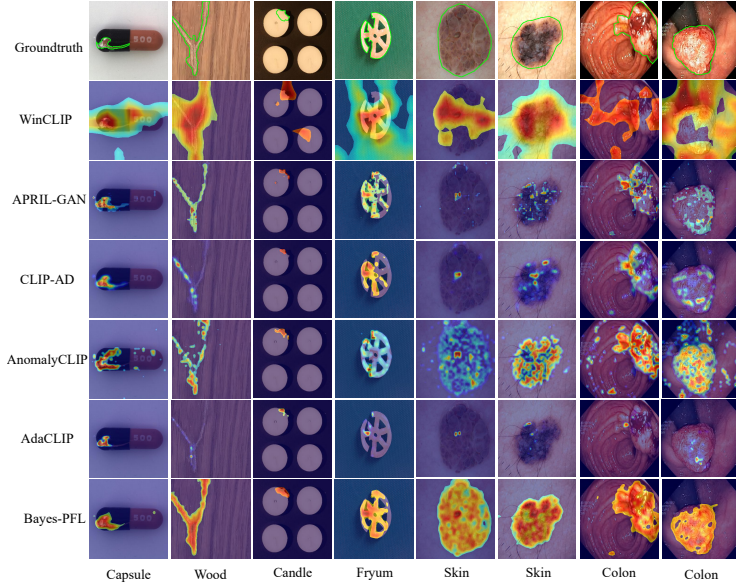 Groundtruth
WinCLIP
APRIL-GAN
CLIP-AD
AnomalyCLIP
AdaCLIP
Bayes-PFL
Capsule Wood Candle Fryum Skin Skin Colon Colon